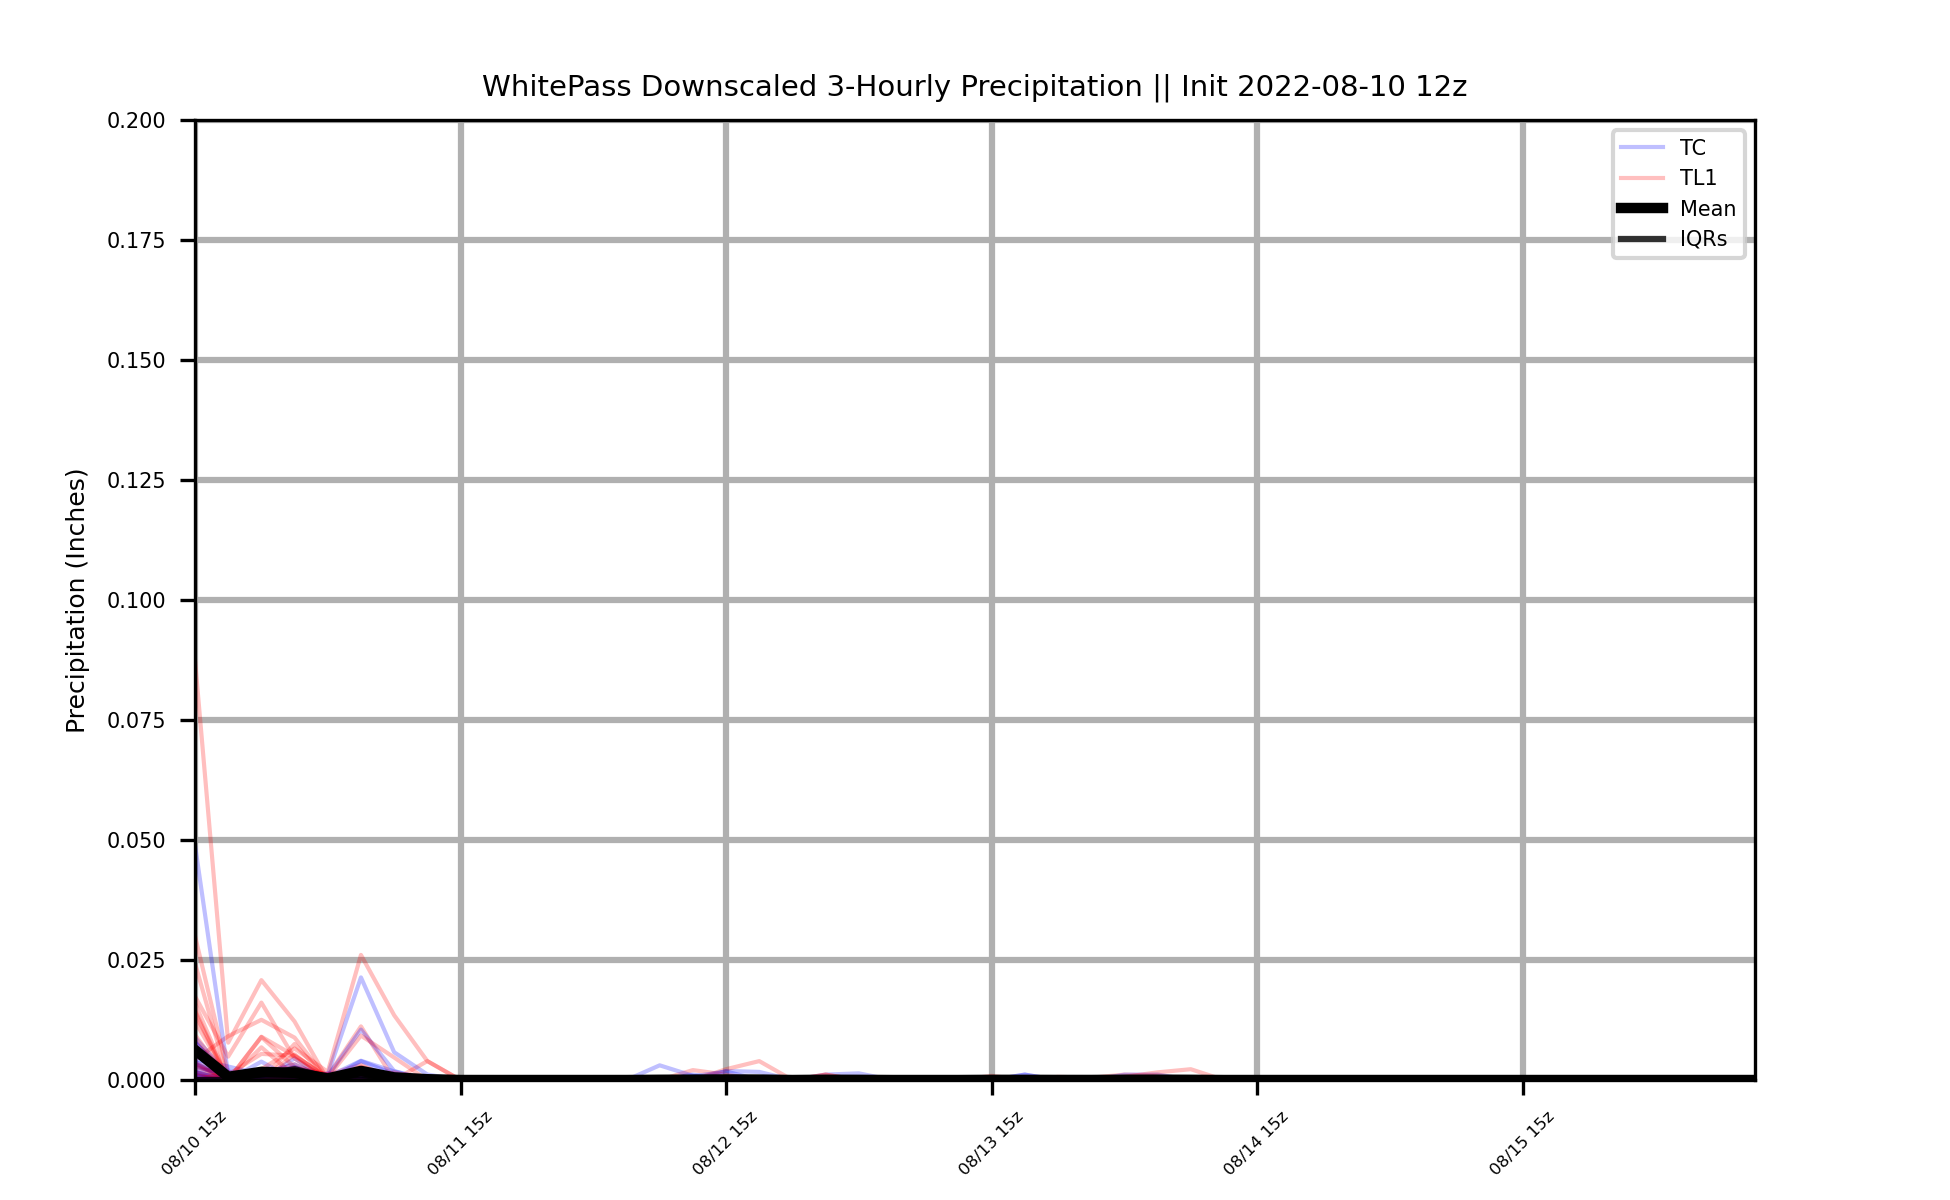 WhitePass Downscaled 3-Hourly Precipitation || Init 2022-08-10 12z
TC
TL1
Mean
IQRs
Precipitation (Inches)
0.200
0.175
0.150
0.125
0.100
0.075
0.050
0.025
0.000
08/10 15z
08/11 15z
08/12 15z
08/13 15z
08/14 15z
08/15 15z